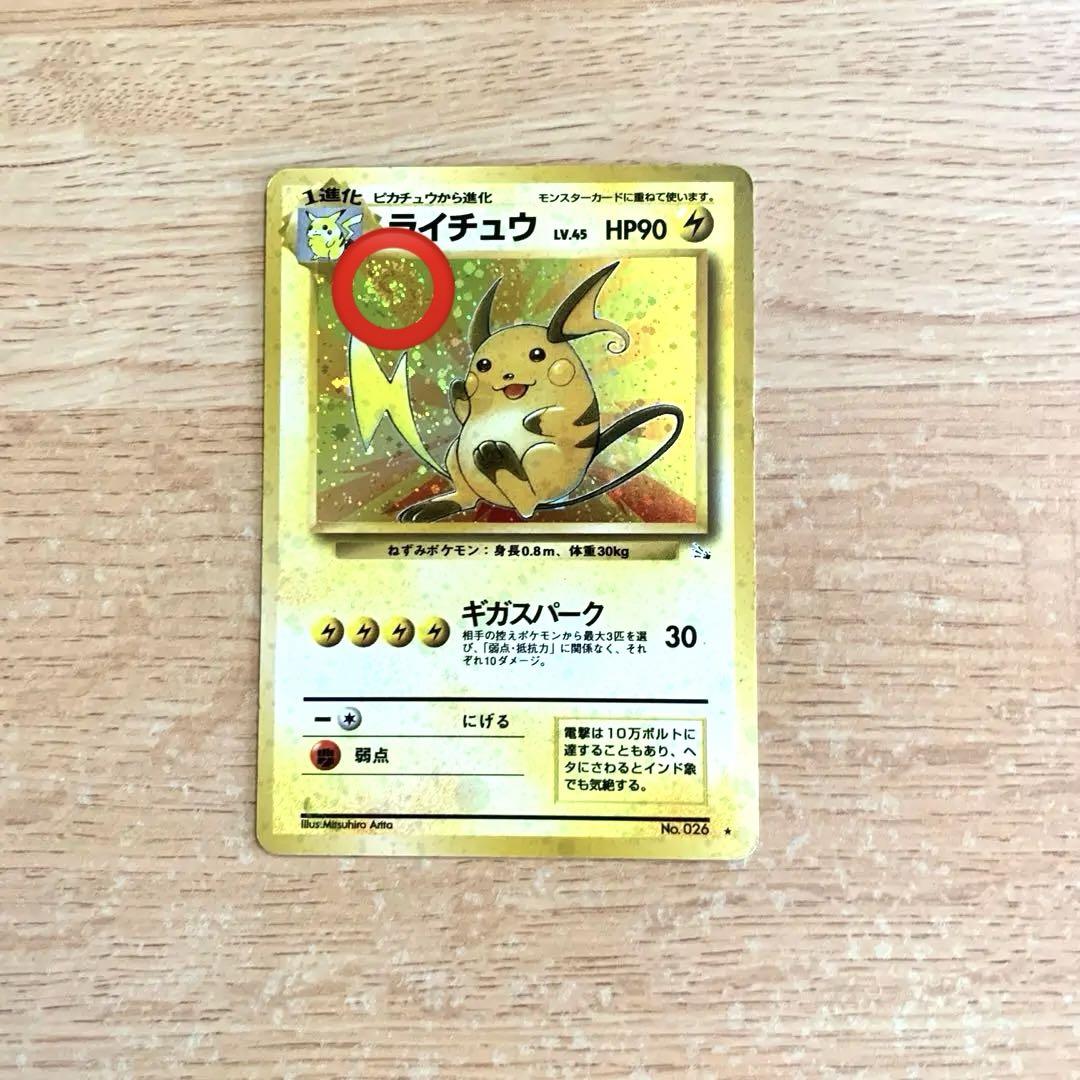 1進化 ピカチュウから進化 モンスターカードに重ねて使います。
ライチュウ LV.45 HP90
ねずみポケモン：身長0.8m、体重30kg
ギガスパーク
相手の控えポケモンから最大3匹を選
び、「弱点・抵抗力」に関係なく、それ
ぞれ10ダメージ。
30
ー にげる
弱点
電撃は10万ボルトに
達することもあり、ヘ
タにさわるとインド象
でも気絶する。
Illus.Mitsuhiro Arita
No.026 ★